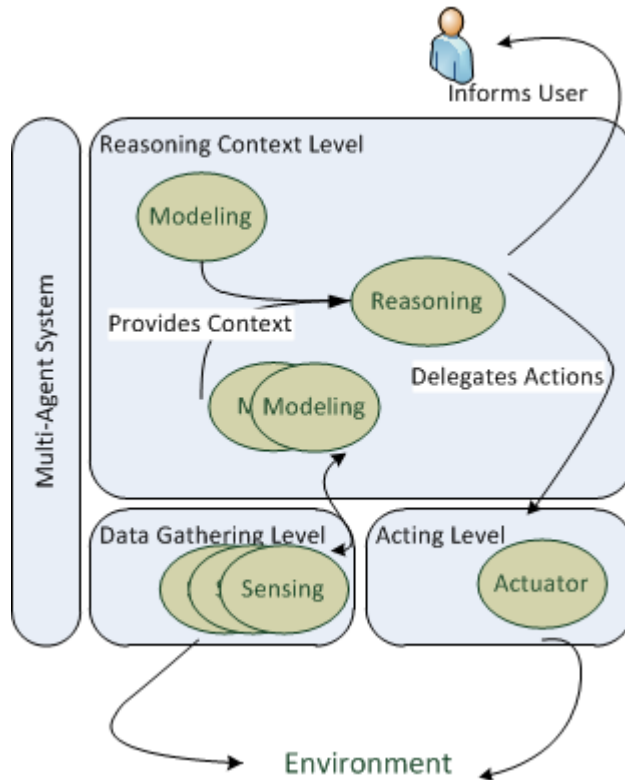 Informs User
Reasoning Context Level
Modeling
Reasoning
Provides Context
Modeling
Delegates Actions
Multi-Agent System
Data Gathering Level
Acting Level
Sensing
Actuator
Environment